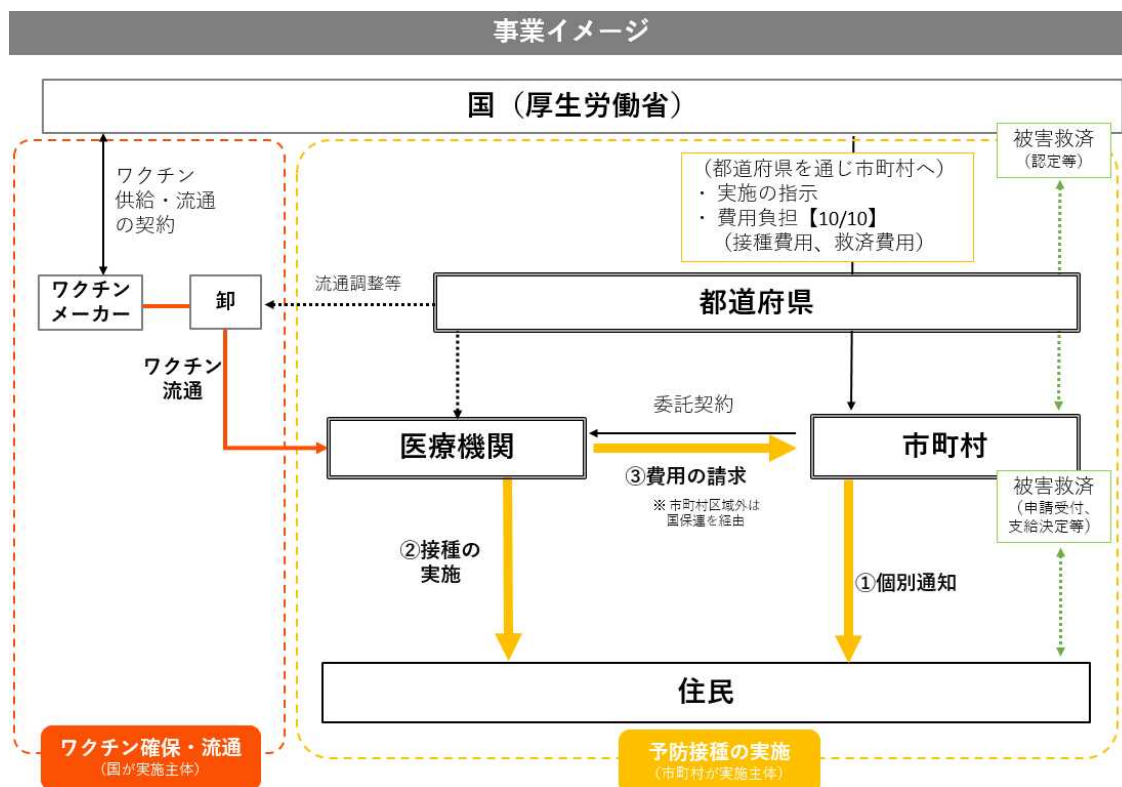 事業イメージ
国（厚生労働省）
ワクチン
供給・流通
の契約
（都道府県を通じ市町村へ）
・ 実施の指示
・ 費用負担【10/10】
（接種費用、救済費用）
被害救済
（認定等）
ワクチン
メーカー
卸
流通調整等
都道府県
ワクチン
流通
医療機関
委託契約
市町村
③費用の請求
※ 市町村区域外は
国保連を経由
被害救済
（申請受付、
支給決定等）
②接種の
実施
①個別通知
住民
ワクチン確保・流通
（国が実施主体）
予防接種の実施
（市町村が実施主体）